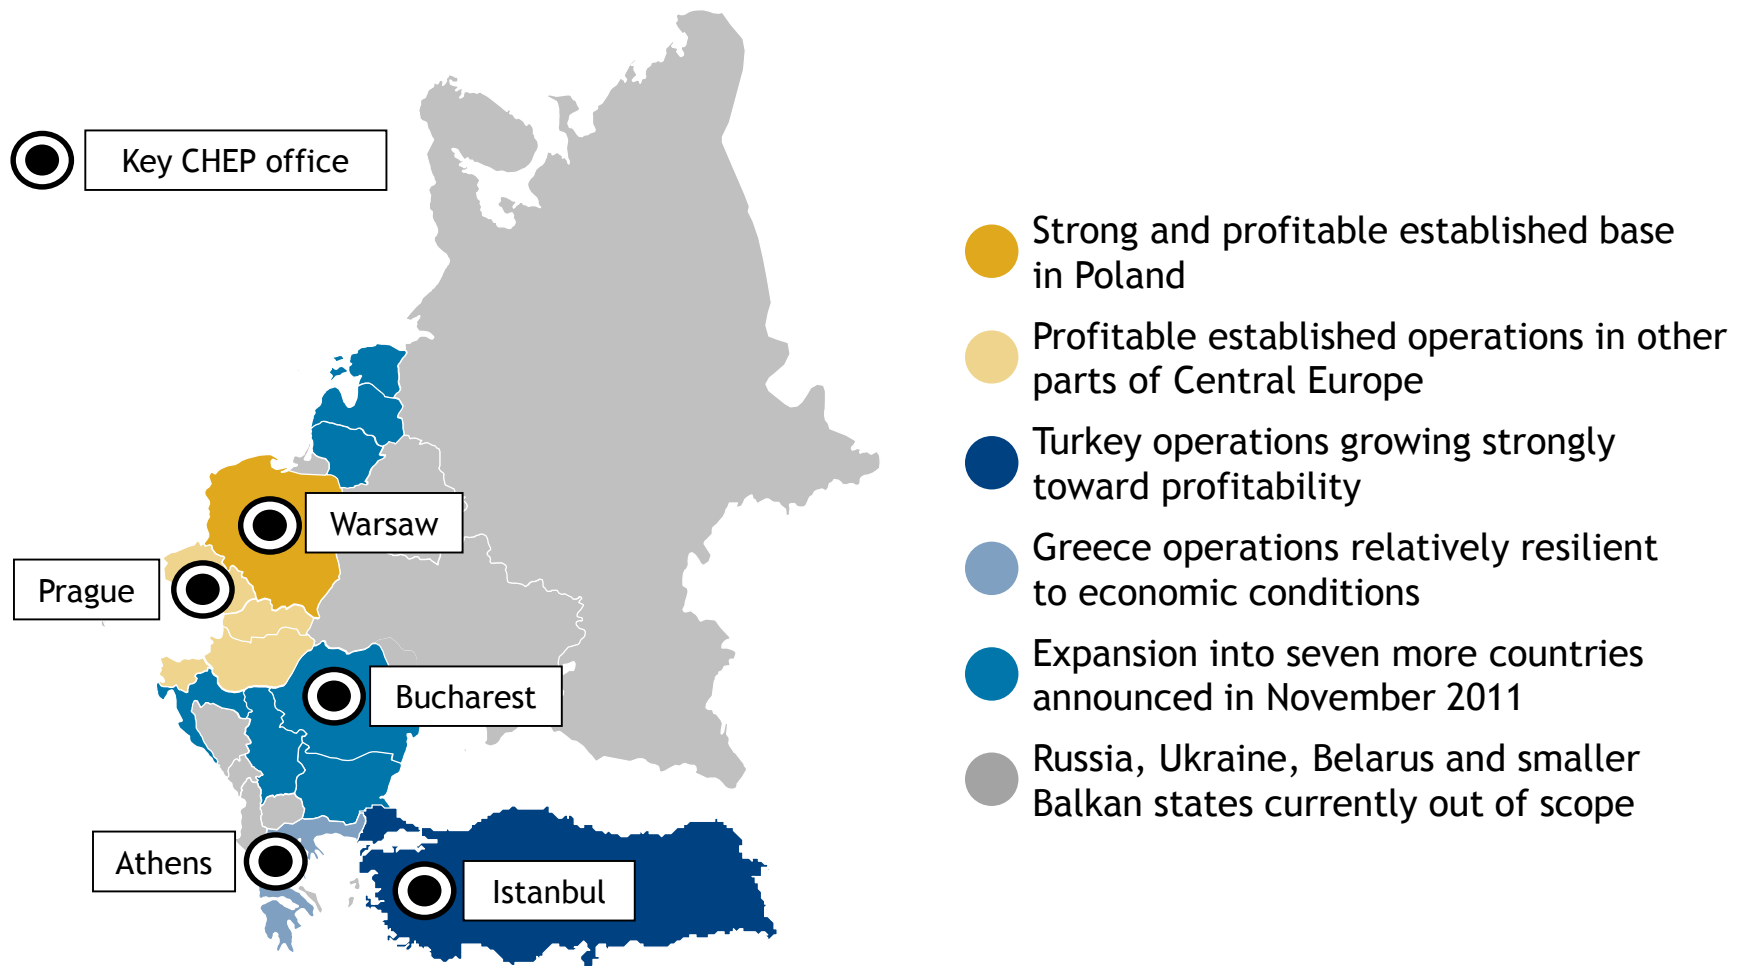 Key CHEP office
Warsaw
Prague
Bucharest
Athens
Istanbul
Strong and profitable established base
in Poland
Profitable established operations in other
parts of Central Europe
Turkey operations growing strongly
toward profitability
Greece operations relatively resilient
to economic conditions
Expansion into seven more countries
announced in November 2011
Russia, Ukraine, Belarus and smaller
Balkan states currently out of scope